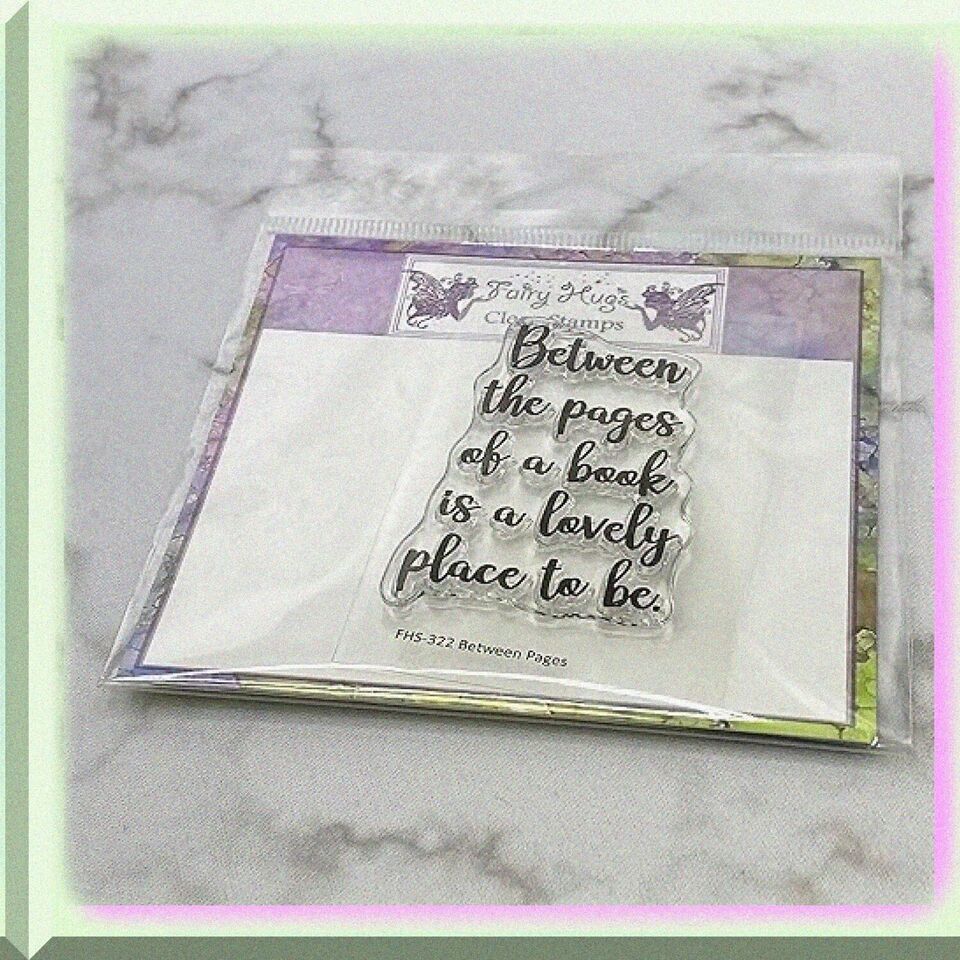 Fairy Hugs
Clear Stamps
Between
the pages
of a book
is a lovely
place to be.
FHS-322 Between Pages